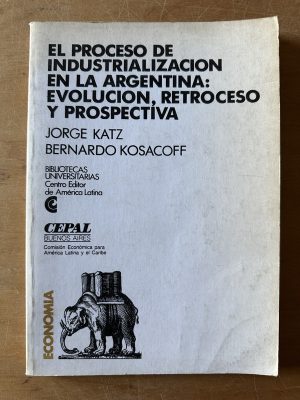 EL PROCESO DE
INDUSTRIALIZACION
EN LA ARGENTINA:
EVOLUCION, RETROCESO
Y PROSPECTIVA
JORGE KATZ
BERNARDO KOSACOFF
BIBLIOTECAS
UNIVERSITARIAS
Centro Editor
de América Latina
CEPAL
BUENOS AIRES
Comisión Económica para
América Latina y el Caribe
ECONOMIA